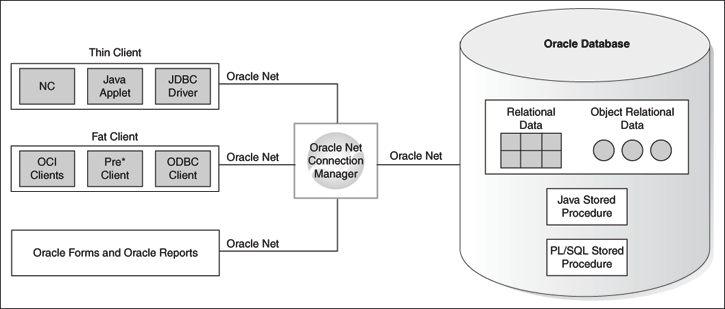 Thin Client
NC
Java
Applet
JDBC
Driver
Oracle Net
Fat Client
OCI
Clients
Pre*
Client
ODBC
Client
Oracle Net
Oracle Forms and Oracle Reports
Oracle Net
Oracle Net
Connection
Manager
Oracle Net
Oracle Database
Relational
Data
Object Relational
Data
Java Stored
Procedure
PL/SQL Stored
Procedure